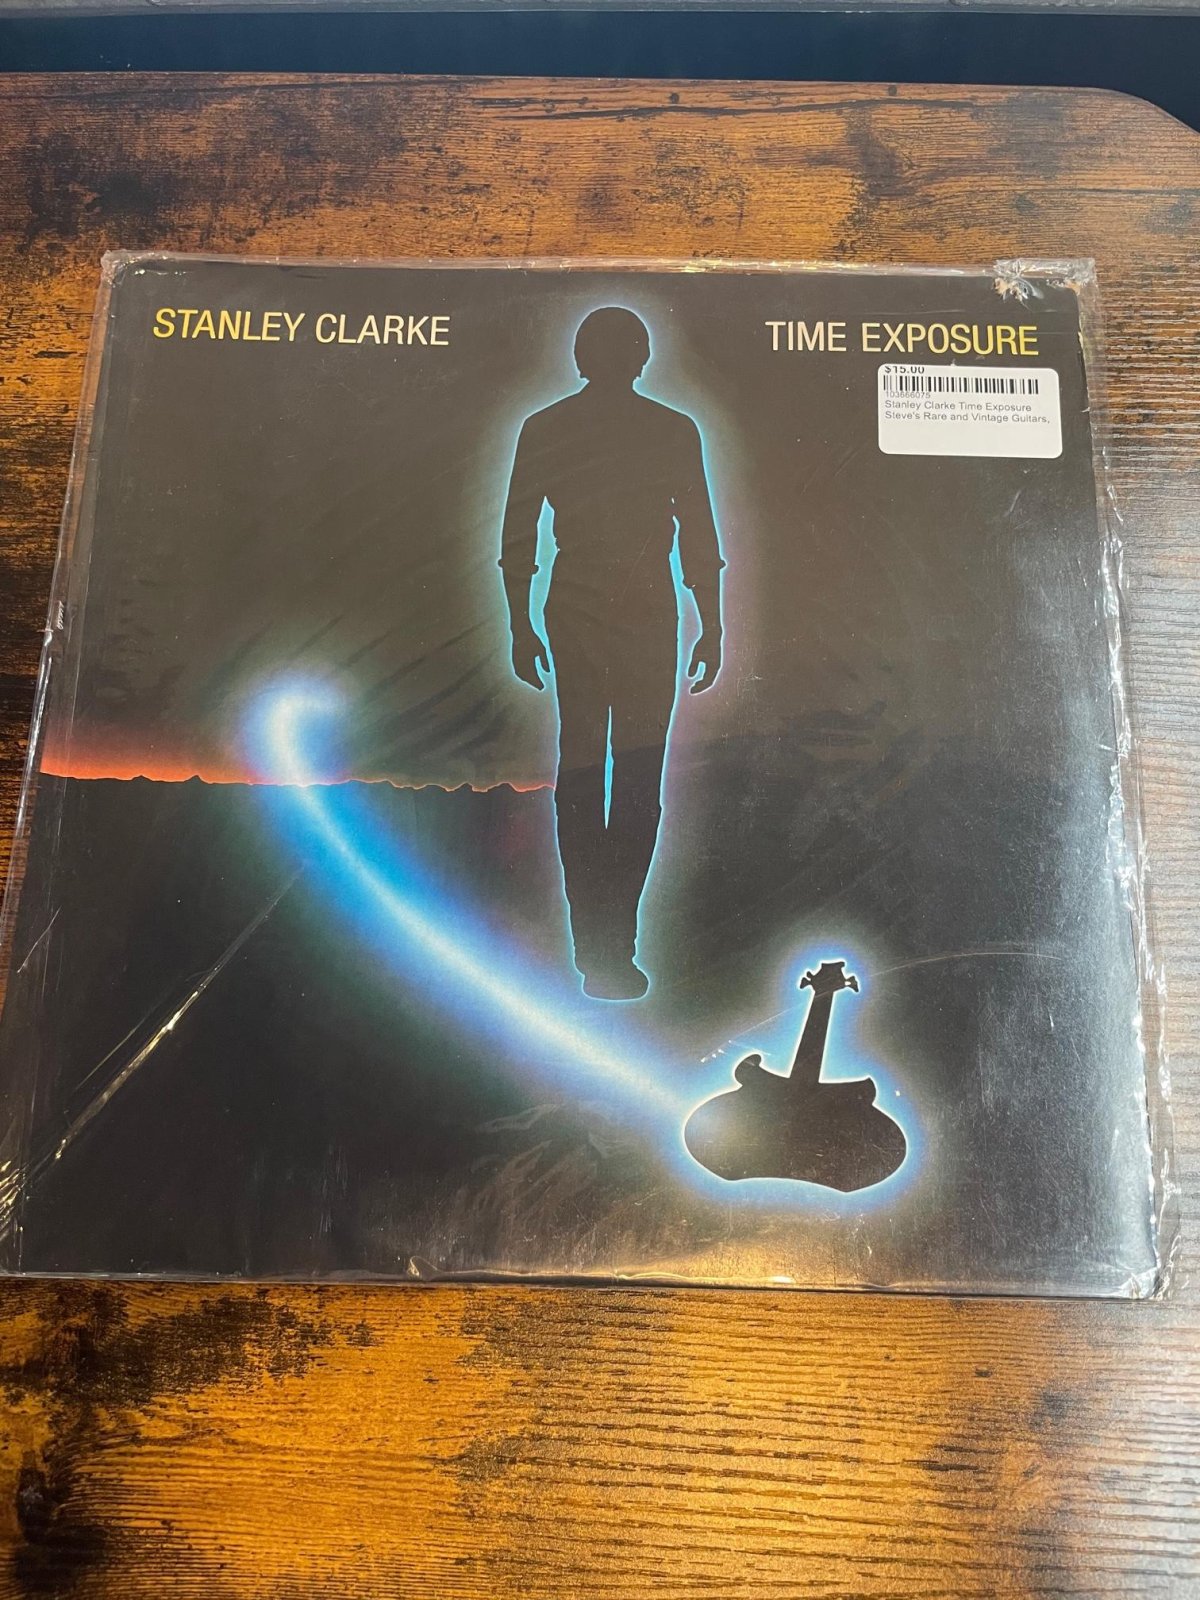 STANLEY CLARKE
TIME EXPOSURE
$15.00
103666075
Stanley Clarke Time Exposure
Steve's Rare and Vintage Guitars,